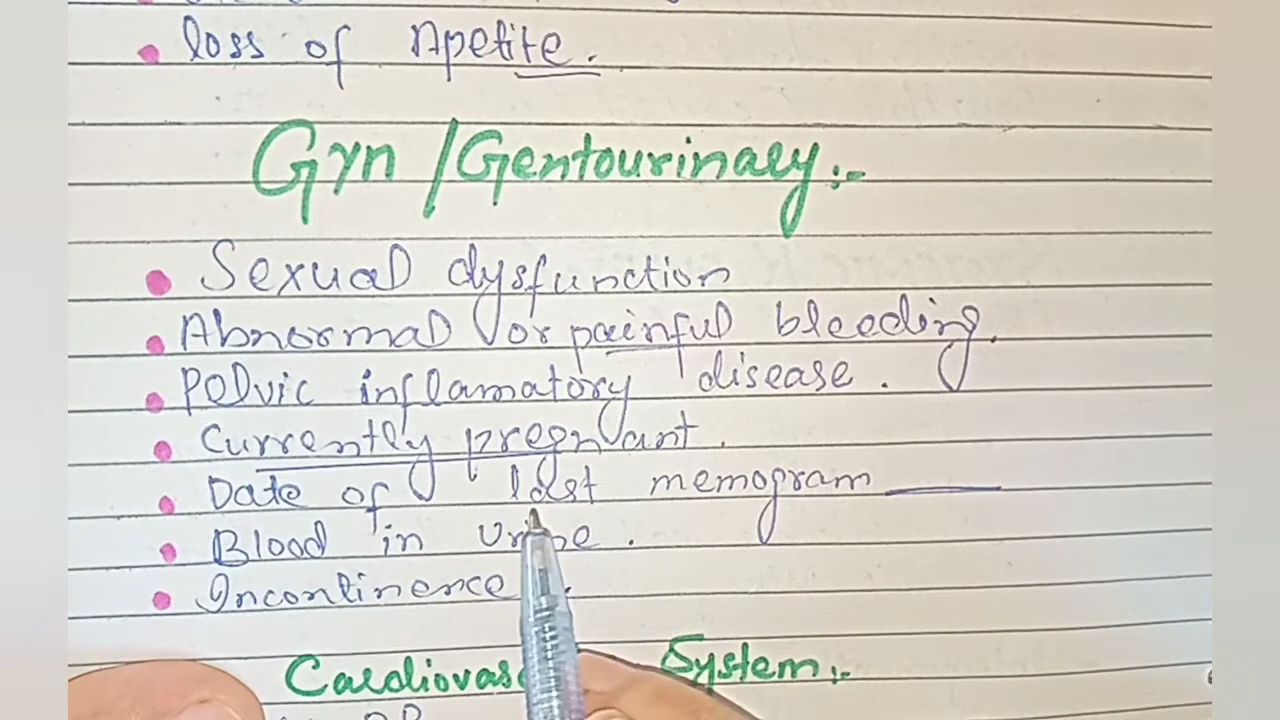 • loss of Apetite.
Gyn /Gentourinary:-
• Sexual dysfunction
• Abnormal or painful bleeding.
• Pelvic inflamatory disease.
• Currently pregnant.
• Date of last memogram ____
• Blood in Urine.
• Incontinence.
System:-